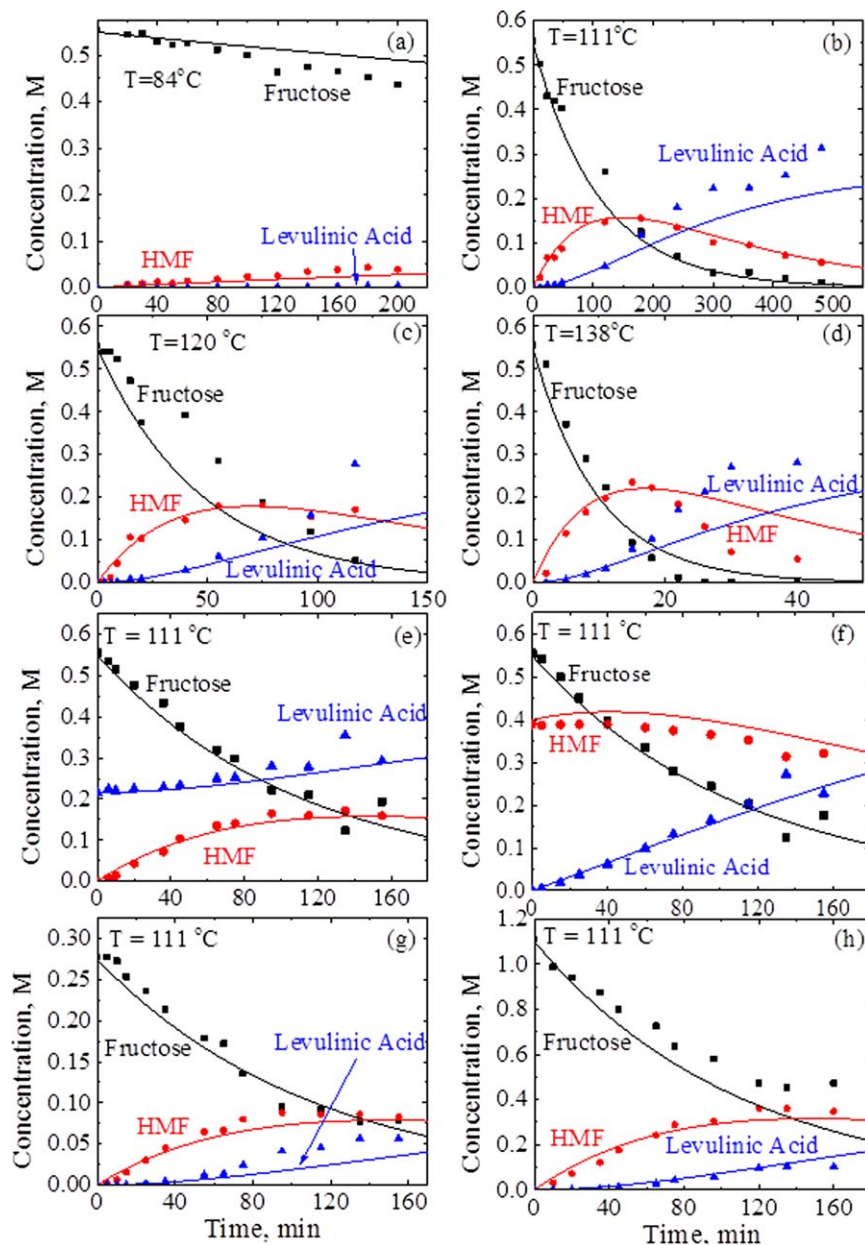 (a)
T=84°C
Fructose
Levulinic Acid
HMF
Concentration, M
0.5
0.4
0.3
0.2
0.1
0.0
0 50 100 150 200
(b)
T=111°C
Fructose
Levulinic Acid
HMF
Concentration, M
0.6
0.5
0.4
0.3
0.2
0.1
0.0
0 100 200 300 400 500
(c)
T=120 °C
Fructose
HMF
Levulinic Acid
Concentration, M
0.6
0.5
0.4
0.3
0.2
0.1
0.0
0 50 100 150
(d)
T=138°C
Fructose
Levulinic Acid
HMF
Concentration, M
0.6
0.5
0.4
0.3
0.2
0.1
0.0
0 20 40
(e)
T = 111 °C
Fructose
Levulinic Acid
HMF
Concentration, M
0.6
0.5
0.4
0.3
0.2
0.1
0.0
0 40 80 120 160
(f)
T = 111 °C
Fructose
HMF
Levulinic Acid
Concentration, M
0.6
0.5
0.4
0.3
0.2
0.1
0.0
0 40 80 120 160
(g)
T = 111 °C
Fructose
Levulinic Acid
HMF
Concentration, M
0.30
0.25
0.20
0.15
0.10
0.05
0.00
0 40 80 120 160
Time, min
(h)
T = 111 °C
Fructose
HMF
Levulinic Acid
Concentration, M
1.2
1.0
0.8
0.6
0.4
0.2
0.0
0 40 80 120 160
Time, min